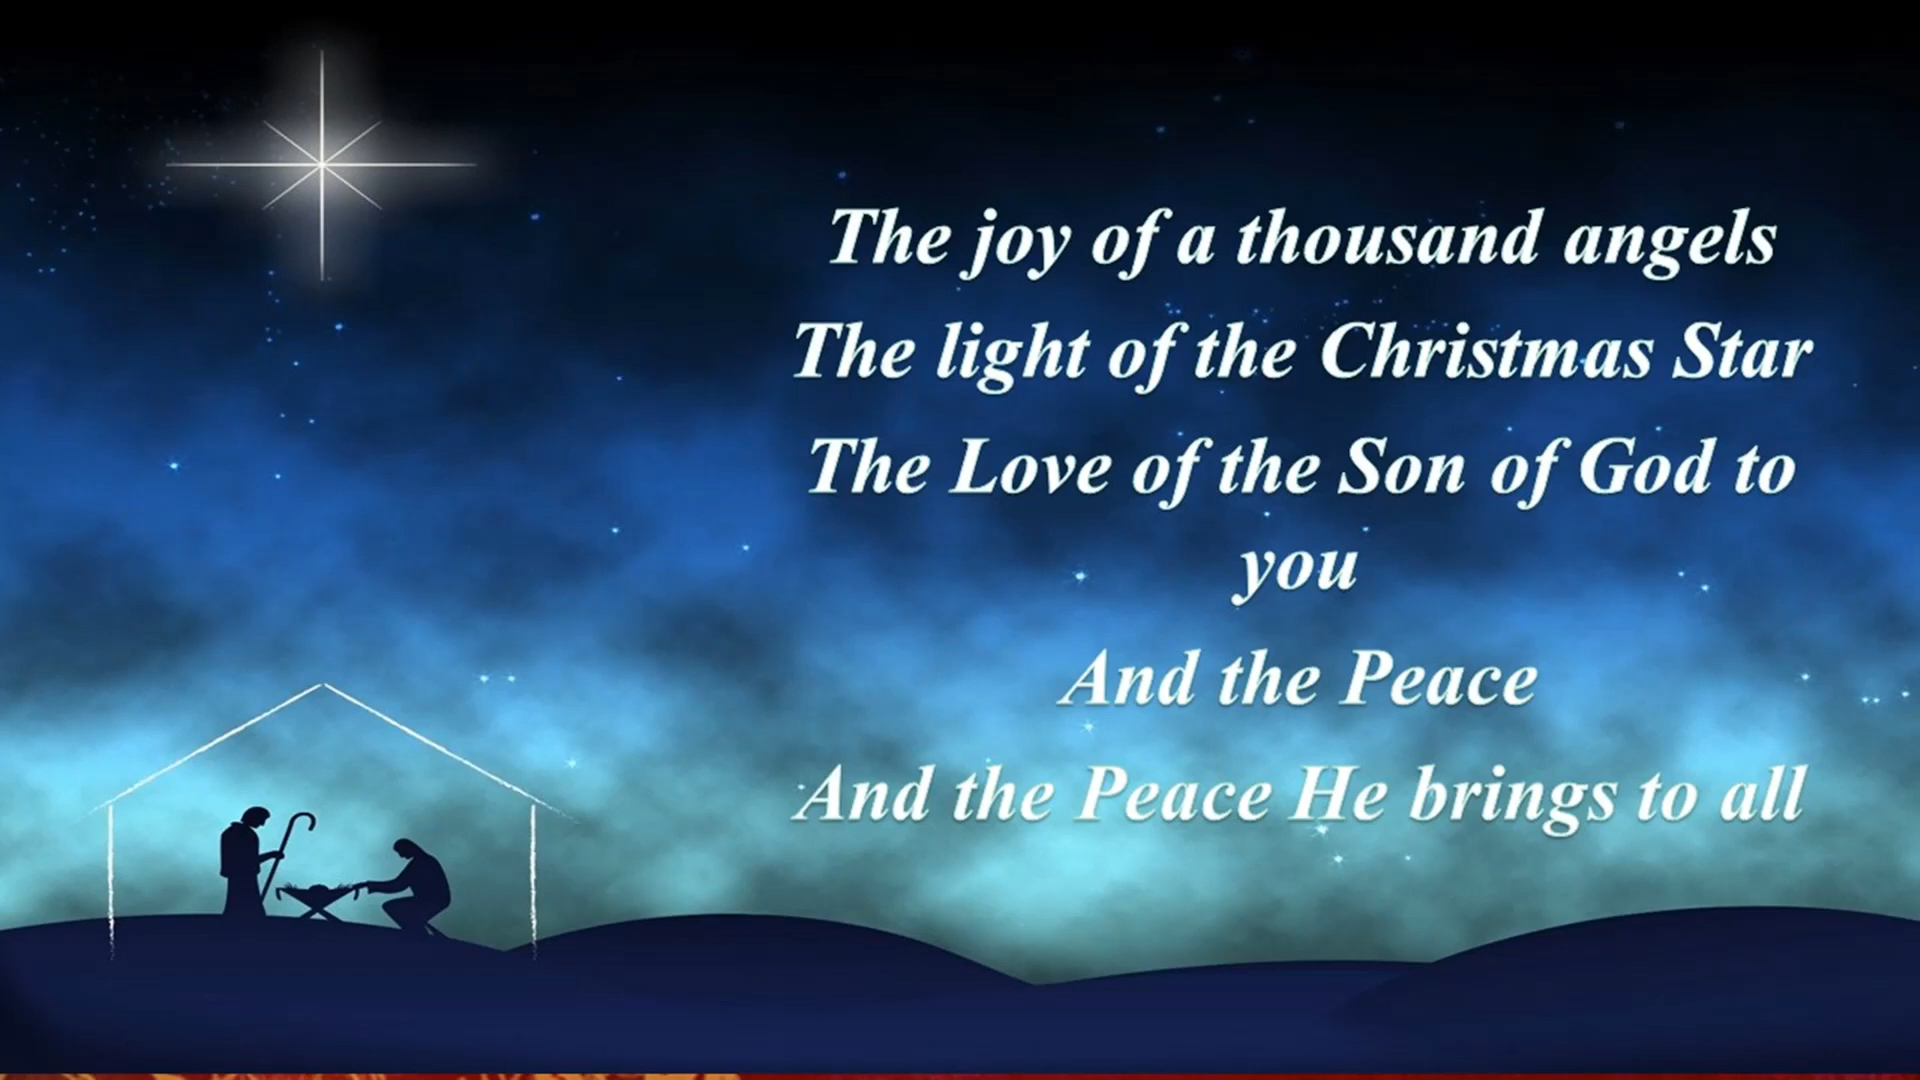 The joy of a thousand angels
The light of the Christmas Star
The Love of the Son of God to
you
And the Peace
And the Peace He brings to all